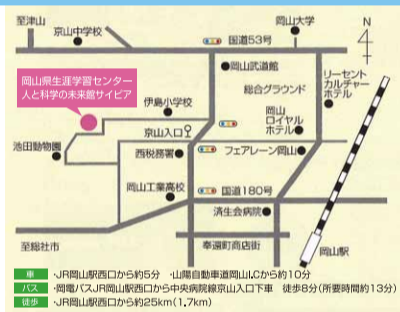 至津山
京山中学校
岡山大学
N
国道53号
岡山武道館
岡山県生涯学習センター
人と科学の未来館サイピア
伊島小学校
総合グラウンド
リーセント
カルチャー
ホテル
京山入口
岡山
ロイヤル
ホテル
池田動物園
西税務署
フェアレーン岡山
岡山工業高校
国道180号
済生会病院
至総社市
奉還町商店街
岡山駅
車 ・JR岡山駅西口から約5分 ・山陽自動車道岡山I.Cから約10分
バス ・岡電バスJR岡山駅西口から中央病院線京山入口下車 徒歩8分(所要時間約13分)
徒歩 ・JR岡山駅西口から約25km(1.7km)